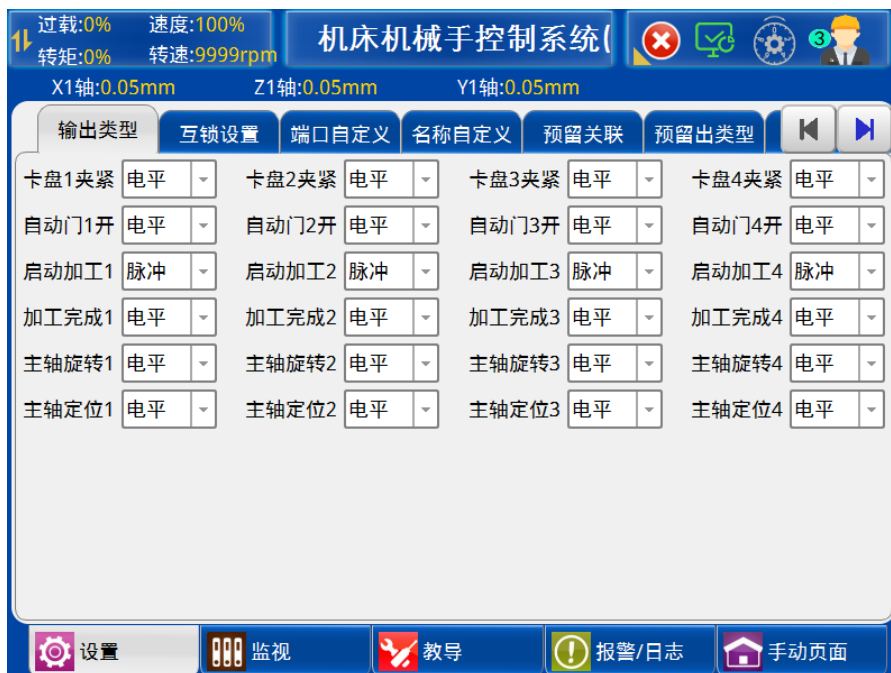 过载:0% 速度:100% 机床机械手控制系统(
转矩:0% 转速:9999rpm 3
X1轴:0.05mm Z1轴:0.05mm Y1轴:0.05mm
输出类型 互锁设置 端口自定义 名称自定义 预留关联 预留出类型
卡盘1夹紧 电平 卡盘2夹紧 电平 卡盘3夹紧 电平 卡盘4夹紧 电平
自动门1开 电平 自动门2开 电平 自动门3开 电平 自动门4开 电平
启动加工1 脉冲 启动加工2 脉冲 启动加工3 脉冲 启动加工4 脉冲
加工完成1 电平 加工完成2 电平 加工完成3 电平 加工完成4 电平
主轴旋转1 电平 主轴旋转2 电平 主轴旋转3 电平 主轴旋转4 电平
主轴定位1 电平 主轴定位2 电平 主轴定位3 电平 主轴定位4 电平
设置 监视 教导 报警/日志 手动页面